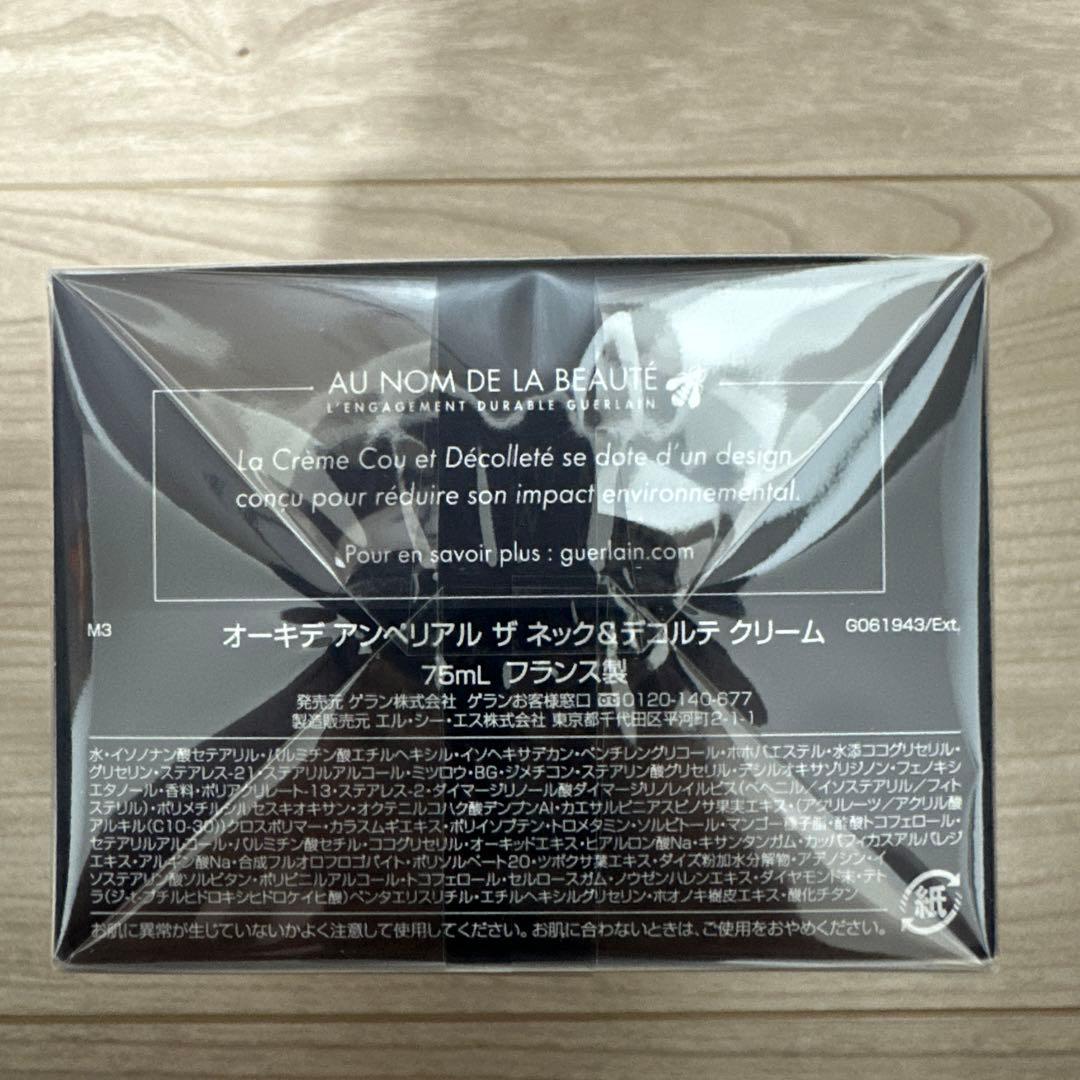 AU NOM DE LA BEAUTÉ
L'ENGAGEMENT DURABLE GUERLAIN
La Crème Cou et Décolleté se dote d'un design
conçu pour réduire son impact environnemental.
Pour en savoir plus : guerlain.com
M3
オーキデ アンペリアル ザ ネック&デコルテ クリーム
G061943/Ext.
75mL フランス製
発売元 ゲラン株式会社 ゲランお客様窓口 0120-140-677
製造販売元 エル・シー・エス株式会社 東京都千代田区平河町2-1-1
水・イソノナン酸セテアリル・パルミチン酸エチルヘキシル・イソヘキサデカン・ペンチレングリコール・ホホバエステル・水添ココグリセリル・
グリセリン・ステアレス-21・ステアリルアルコール・ミツロウ・BG・ジメチコン・ステアリン酸グリセリル・デシルオキサゾリジノン・フェノキシ
エタノール・香料・ポリアクリレート-13・ステアレス-2・ダイマージリノール酸ダイマージリノレイルビス(ベヘニル/イソステアリル/フィト
ステリル)・ポリメチルシルセスキオキサン・オクテニルコハク酸デンプンAl・カエサルピニアスピノサ果実エキス・(アクリレーツ/アクリル酸
アルキル(C10-30))クロスポリマー・カラスムギエキス・ポリイソブテン・トロメタミン・ソルビトール・マンゴー種子脂・酢酸トコフェロール・
セテアリルアルコール・パルミチン酸セチル・ココグリセリル・オーキッドエキス・ヒアルロン酸Na・キサンタンガム・カッパフィカスアルバレジ
エキス・アルギン酸Na・合成フルオロフロゴパイト・ポリソルベート20・ツボクサ葉エキス・ダイズ粉加水分解物・アデノシン・イ
ソステアリン酸ソルビタン・ポリビニルアルコール・トコフェロール・セルロースガム・ノウゼンハレンエキス・ダイヤモンド末・テト
ラ(ジ-t-ブチルヒドロキシヒドロケイヒ酸)ペンタエリスリチル・エチルヘキシルグリセリン・ホオノキ樹皮エキス・酸化チタン
紙
お肌に異常が生じていないかよく注意して使用してください。お肌に合わないときは、ご使用をおやめください。